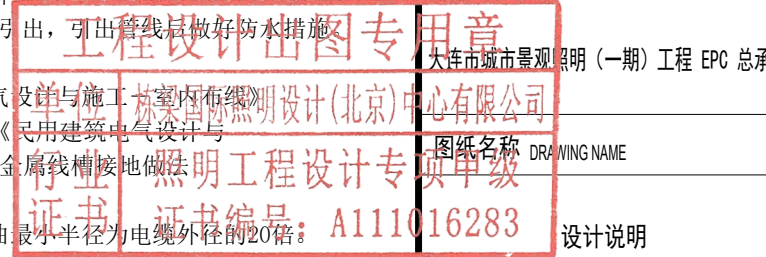 引出，引出管线后做好防水措施。
气设计与施工-室内布线》
《民用建筑电气设计与
金属线槽接地做法
最小半径为电缆外径的20倍。
工程设计出图专用章
单位 栋梁国际照明设计(北京)中心有限公司
行业证书 照明工程设计专项甲级
证书编号：A111016283
大连市城市景观照明（一期）工程 EPC 总承
图纸名称 DRAWING NAME
设计说明